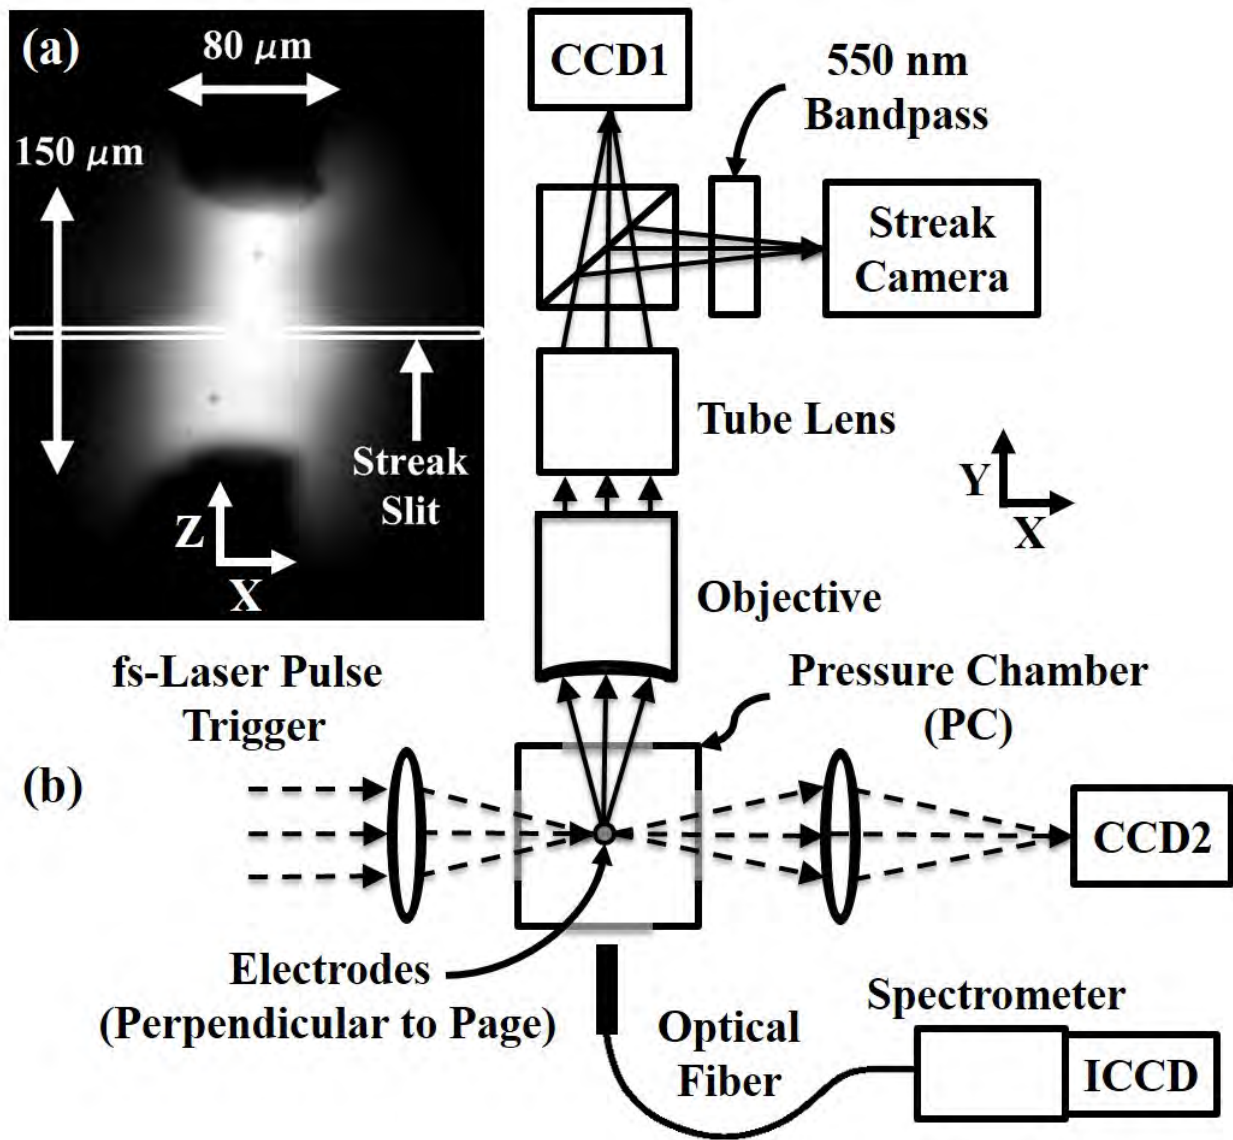 (a)
80 μm
150 μm
Streak
Slit
Z
X
CCD1
550 nm
Bandpass
Streak
Camera
Tube Lens
Y
X
Objective
fs-Laser Pulse
Trigger
Pressure Chamber
(PC)
(b)
CCD2
Electrodes
(Perpendicular to Page)
Optical
Fiber
Spectrometer
ICCD